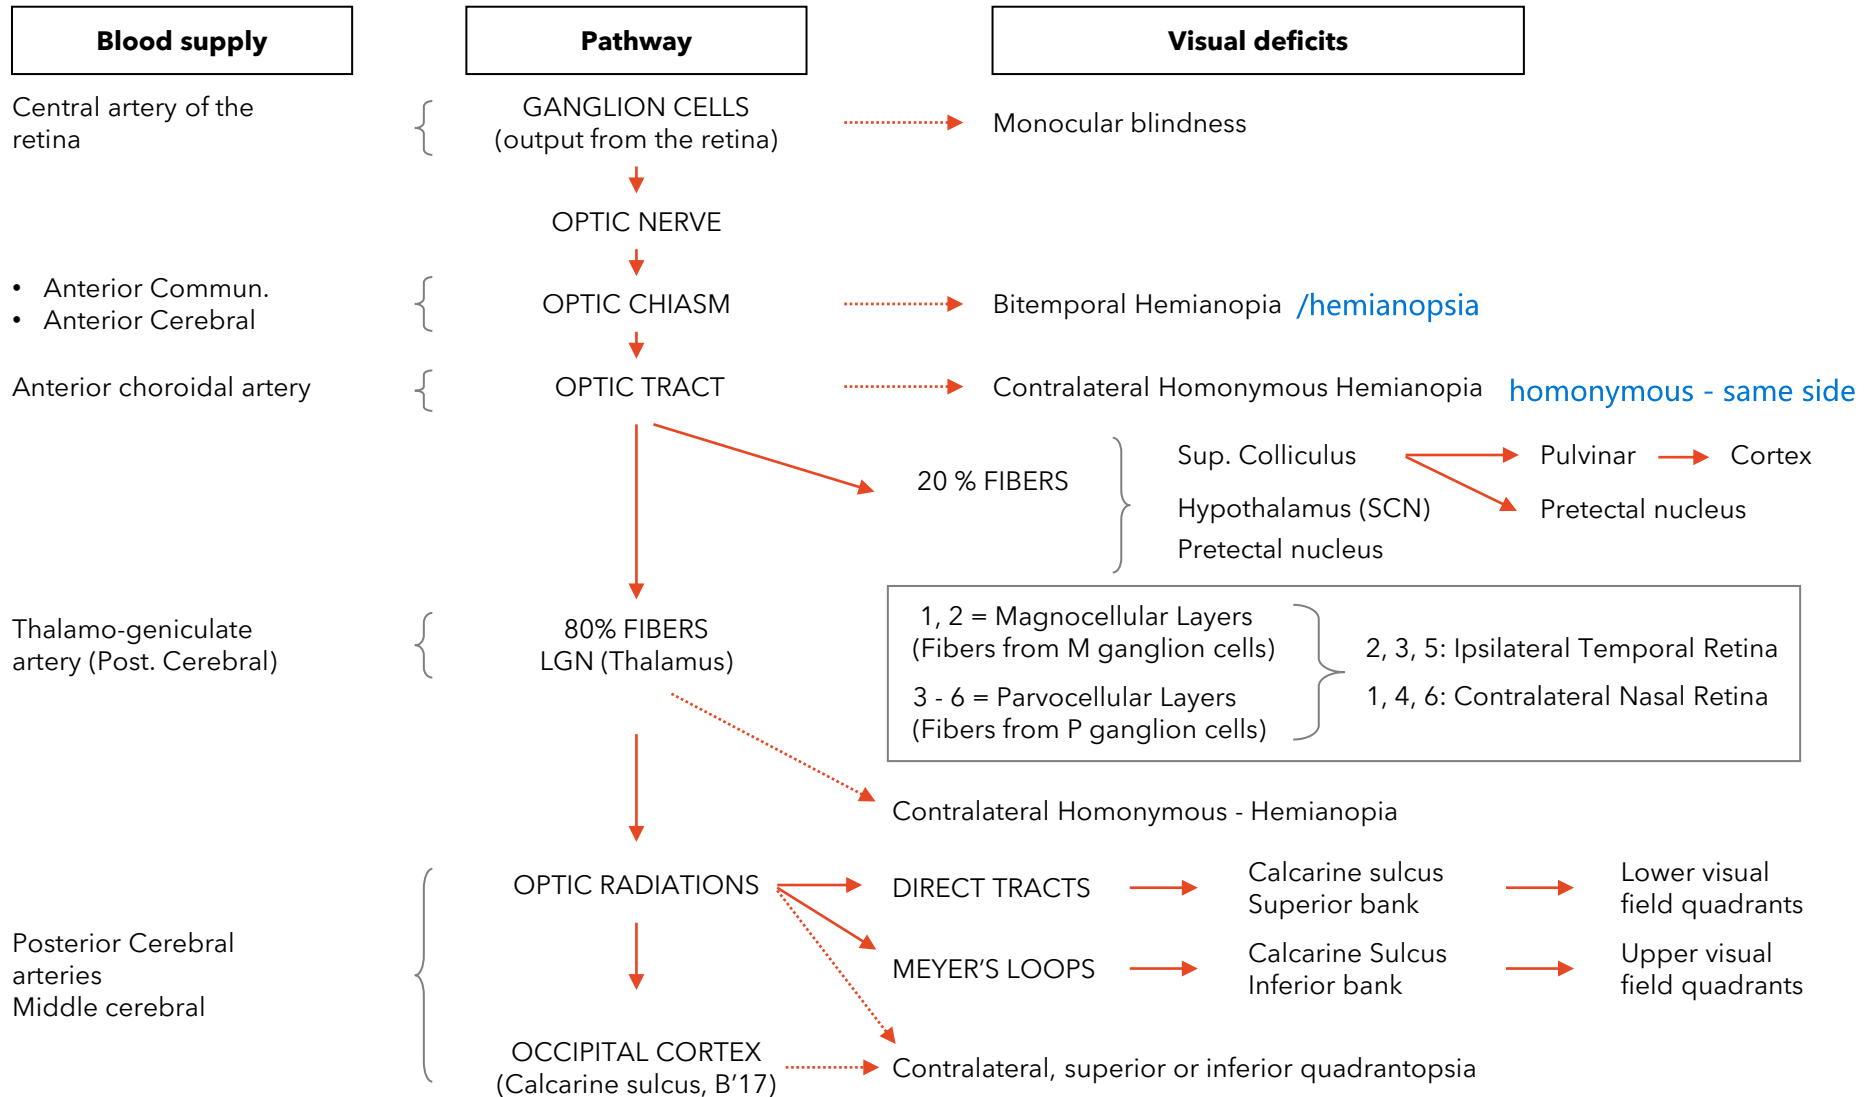 Blood supply
Pathway
Visual deficits
Central artery of the
retina
GANGLION CELLS
(output from the retina)
Monocular blindness
OPTIC NERVE
• Anterior Commun.
• Anterior Cerebral
OPTIC CHIASM
Bitemporal Hemianopia /hemianopsia
Anterior choroidal artery
OPTIC TRACT
Contralateral Homonymous Hemianopia homonymous - same side
20 % FIBERS
Sup. Colliculus
Pulvinar
Cortex
Hypothalamus (SCN)
Pretectal nucleus
Pretectal nucleus
Thalamo-geniculate
artery (Post. Cerebral)
80% FIBERS
LGN (Thalamus)
1, 2 = Magnocellular Layers
(Fibers from M ganglion cells)
3 - 6 = Parvocellular Layers
(Fibers from P ganglion cells)
2, 3, 5: Ipsilateral Temporal Retina
1, 4, 6: Contralateral Nasal Retina
Contralateral Homonymous - Hemianopia
OPTIC RADIATIONS
DIRECT TRACTS
Calcarine sulcus
Superior bank
Lower visual
field quadrants
Posterior Cerebral
arteries
Middle cerebral
MEYER’S LOOPS
Calcarine Sulcus
Inferior bank
Upper visual
field quadrants
OCCIPITAL CORTEX
(Calcarine sulcus, B’17)
Contralateral, superior or inferior quadrantopsia